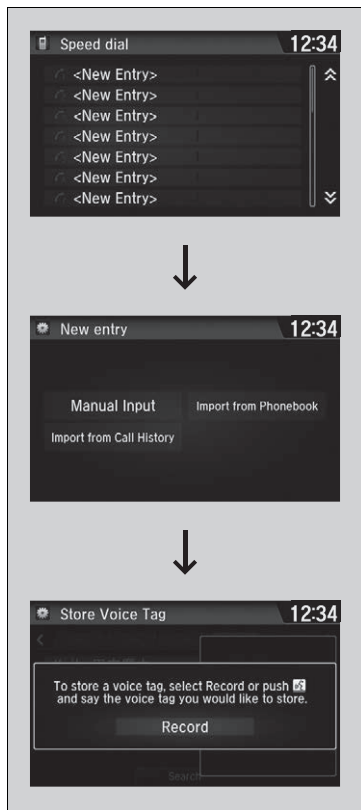 Speed dial 12:34
<New Entry>
<New Entry>
<New Entry>
<New Entry>
<New Entry>
<New Entry>
<New Entry>
New entry 12:34
Manual Input Import from Phonebook
Import from Call History
Store Voice Tag 12:34
To store a voice tag, select Record or push
and say the voice tag you would like to store.
Record
Search